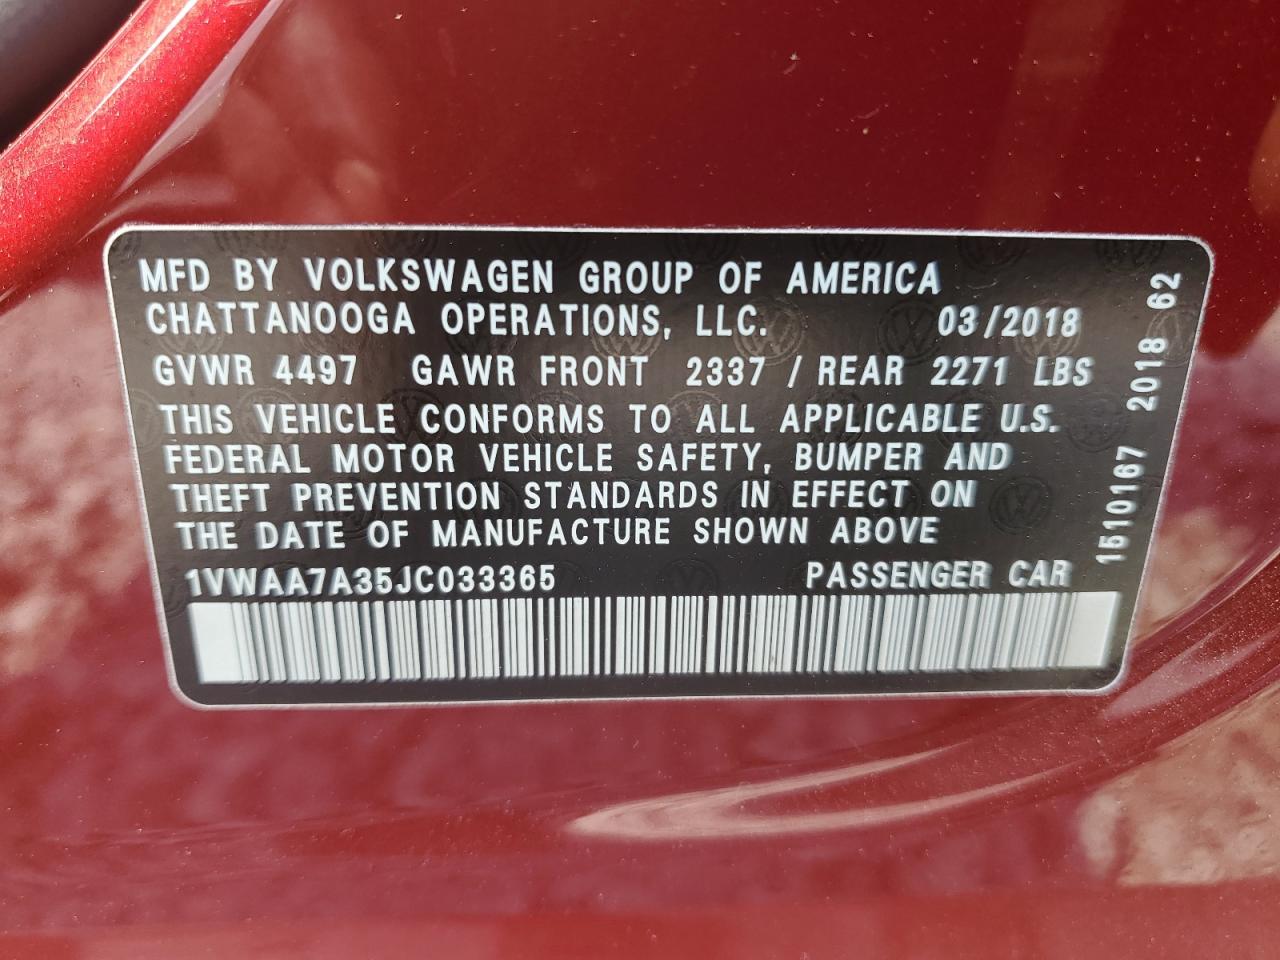 MFD BY VOLKSWAGEN GROUP OF AMERICA
CHATTANOOGA OPERATIONS, LLC. 03/2018
GVWR 4497 GAWR FRONT 2337 / REAR 2271 LBS
THIS VEHICLE CONFORMS TO ALL APPLICABLE U.S.
FEDERAL MOTOR VEHICLE SAFETY, BUMPER AND
THEFT PREVENTION STANDARDS IN EFFECT ON
THE DATE OF MANUFACTURE SHOWN ABOVE
1VWAA7A35JC033365 PASSENGER CAR
1510167 2018 62